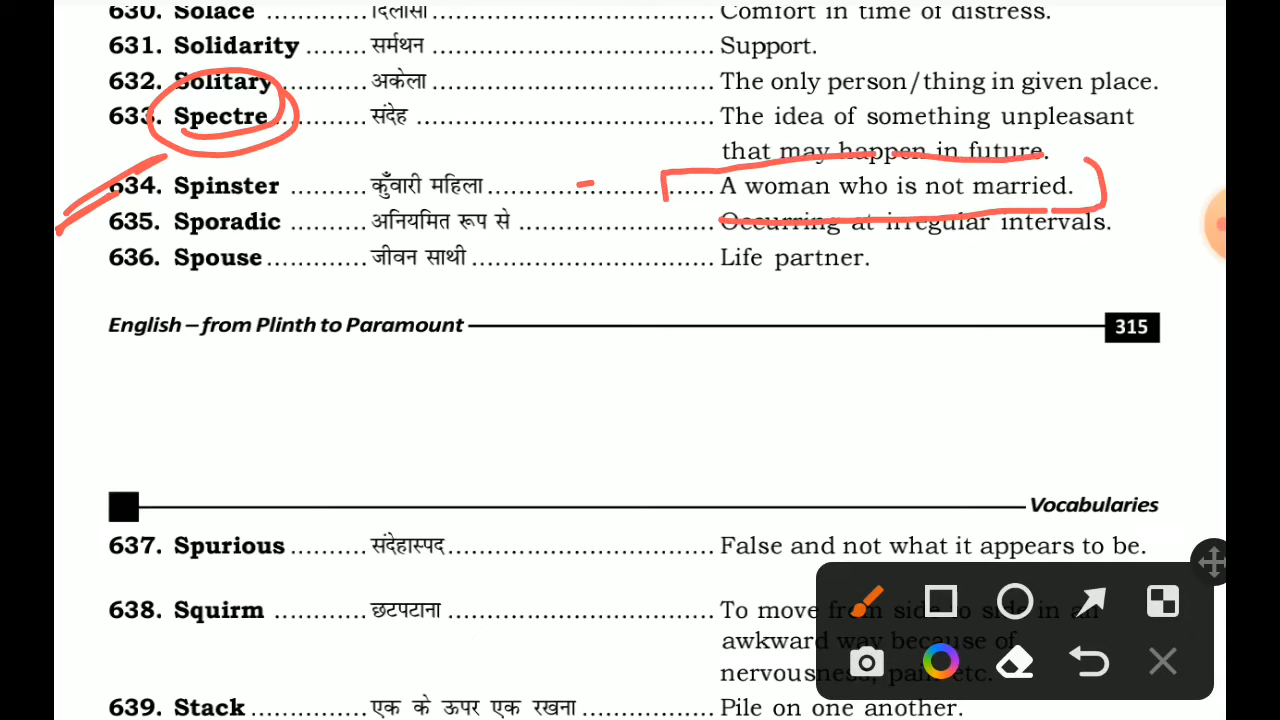 630. Solace ........... दिलासा ............................... Comfort in time of distress.
631. Solidarity ....... सर्मथन ................................ Support.
632. Solitary ............ अकेला ................................ The only person/thing in given place.
633. Spectre ............ संदेह .................................. The idea of something unpleasant
that may happen in future.
634. Spinster .......... कुँवारी महिला ......................... A woman who is not married.
635. Sporadic .......... अनियमित रूप से ...................... Occurring at irregular intervals.
636. Spouse ............. जीवन साथी ........................... Life partner.
English – from Plinth to Paramount 315
Vocabularies
637. Spurious .......... संदेहास्पद .............................. False and not what it appears to be.
638. Squirm ............ छटपटाना .............................. To move from side to side in an
awkward way because of
nervousness, pain etc.
639. Stack ............... एक के ऊपर एक रखना ............... Pile on one another.